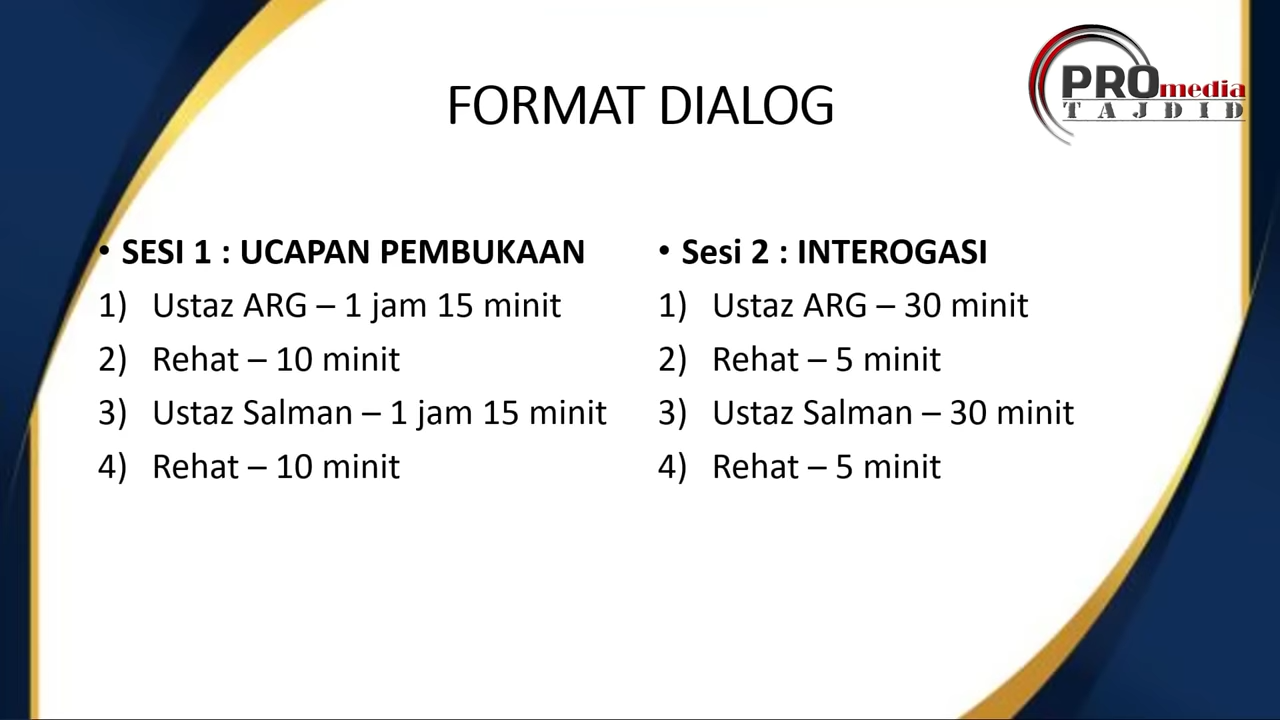 FORMAT DIALOG
PROmedia
TAJDID
• SESI 1 : UCAPAN PEMBUKAAN
1) Ustaz ARG – 1 jam 15 minit
2) Rehat – 10 minit
3) Ustaz Salman – 1 jam 15 minit
4) Rehat – 10 minit
• Sesi 2 : INTEROGASI
1) Ustaz ARG – 30 minit
2) Rehat – 5 minit
3) Ustaz Salman – 30 minit
4) Rehat – 5 minit